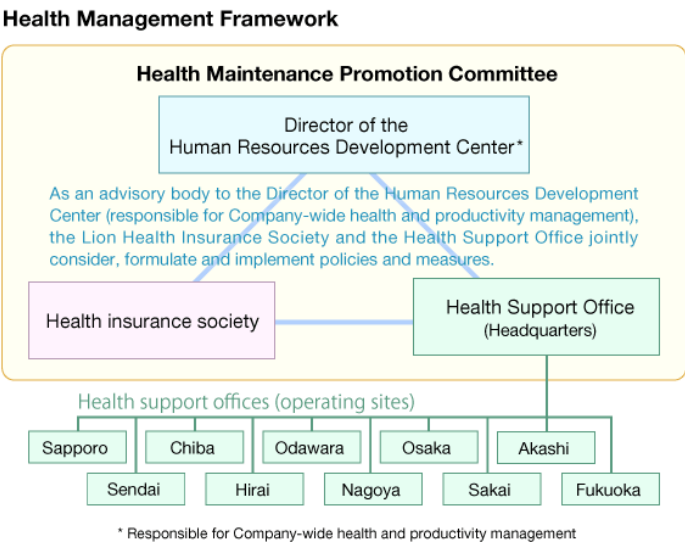 Health Management Framework
Health Maintenance Promotion Committee
Director of the
Human Resources Development Center*
As an advisory body to the Director of the Human Resources Development
Center (responsible for Company-wide health and productivity management),
the Lion Health Insurance Society and the Health Support Office jointly
consider, formulate and implement policies and measures.
Health insurance society
Health Support Office
(Headquarters)
Health support offices (operating sites)
Sapporo
Chiba
Odawara
Osaka
Akashi
Sendai
Hirai
Nagoya
Sakai
Fukuoka
* Responsible for Company-wide health and productivity management